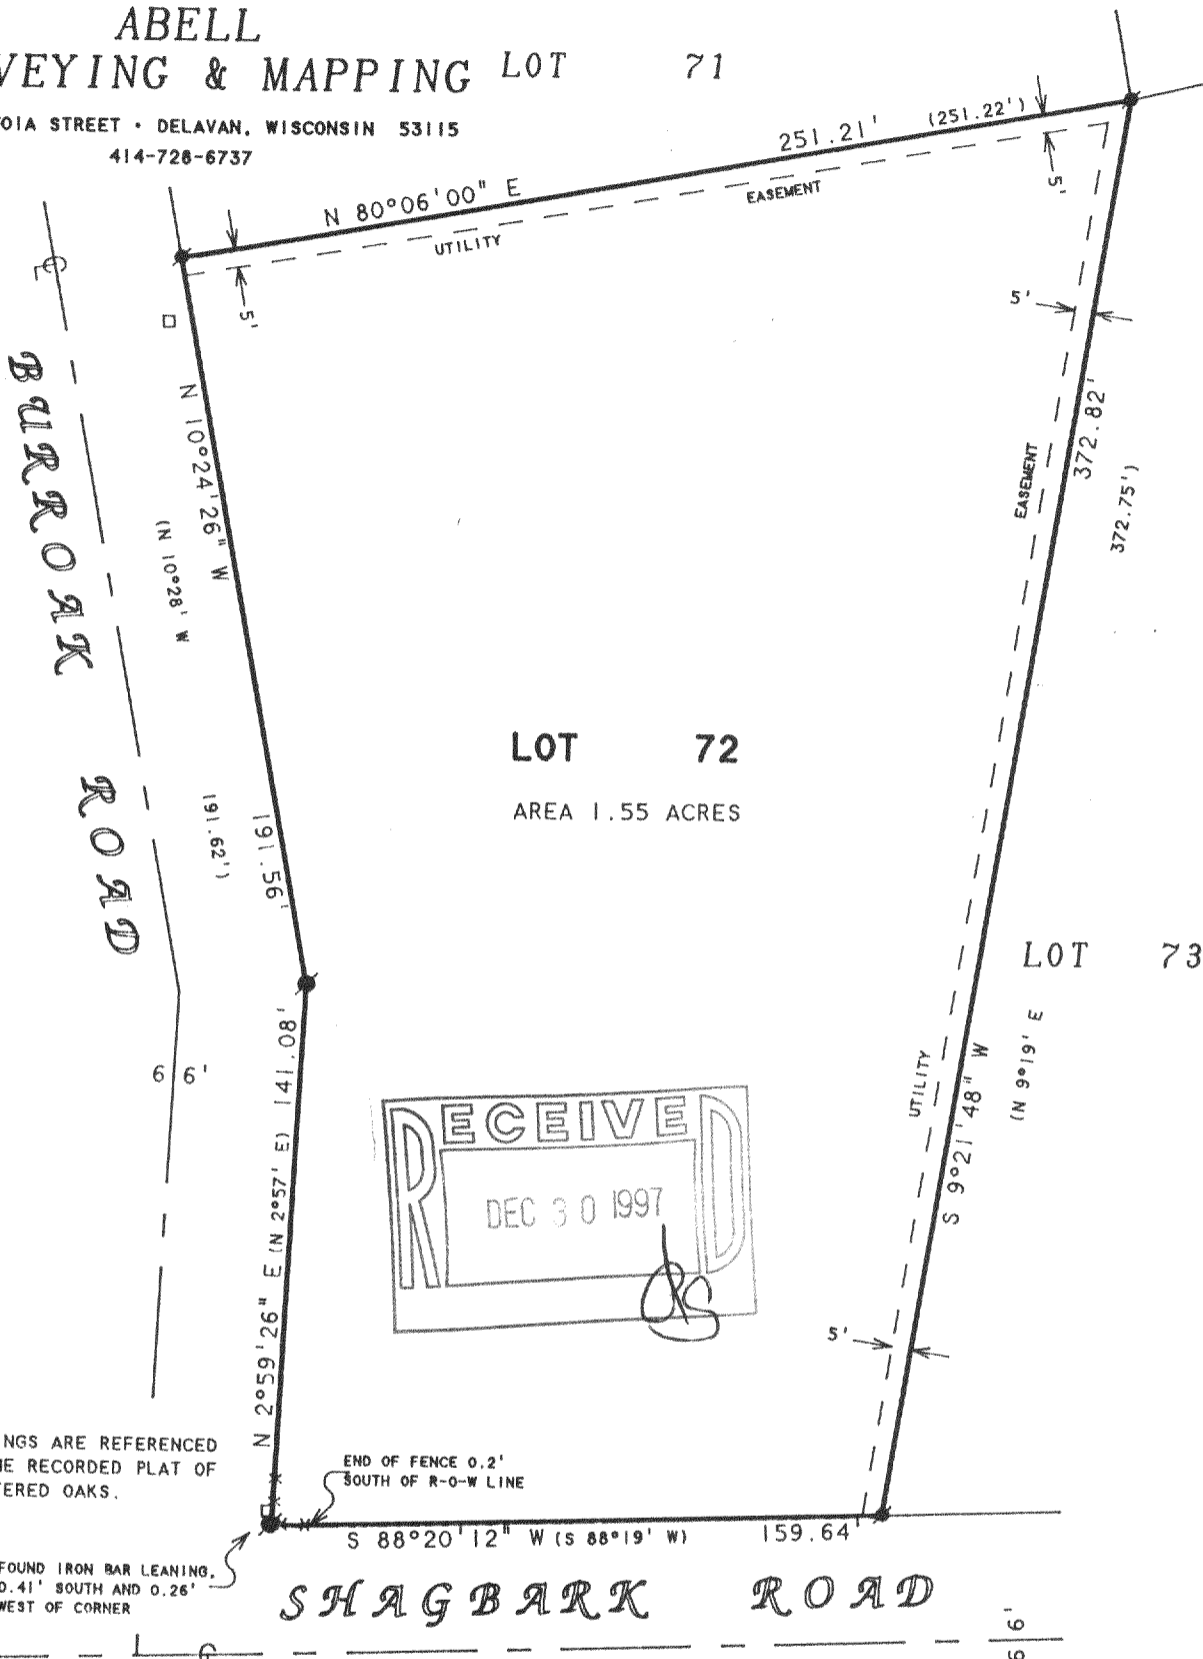 ABELL
VEYING & MAPPING
OIA STREET • DELAVAN, WISCONSIN 53115
414-728-6737
LOT 71
N 80°06'00" E 251.21' (251.22')
UTILITY EASEMENT
5'
5'
5'
BURROAK ROAD
N 10°24'26" W 191.56'
(N 10°28' W 191.62')
372.82'
372.75')
UTILITY EASEMENT
LOT 72
AREA 1.55 ACRES
LOT 73
S 9°21'48" W
(N 9°19' E
66'
N 2°59'26" E (N 2°57' E) 141.08'
RECEIVED
DEC 30 1997
5'
NGS ARE REFERENCED
HE RECORDED PLAT OF
TERED OAKS.
END OF FENCE 0.2'
SOUTH OF R-O-W LINE
S 88°20'12" W (S 88°19' W) 159.64'
FOUND IRON BAR LEANING,
0.41' SOUTH AND 0.26'
WEST OF CORNER
SHAGBARK ROAD
66'